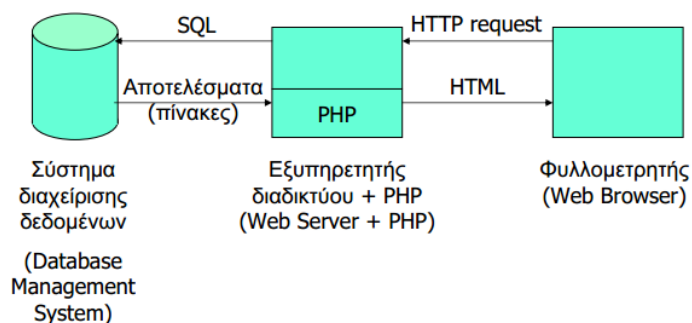 SQL
HTTP request
Αποτελέσματα
(πίνακες)
HTML
PHP
Σύστημα
διαχείρισης
δεδομένων
(Database
Management
System)
Εξυπηρετητής
διαδικτύου + PHP
(Web Server + PHP)
Φυλλομετρητής
(Web Browser)